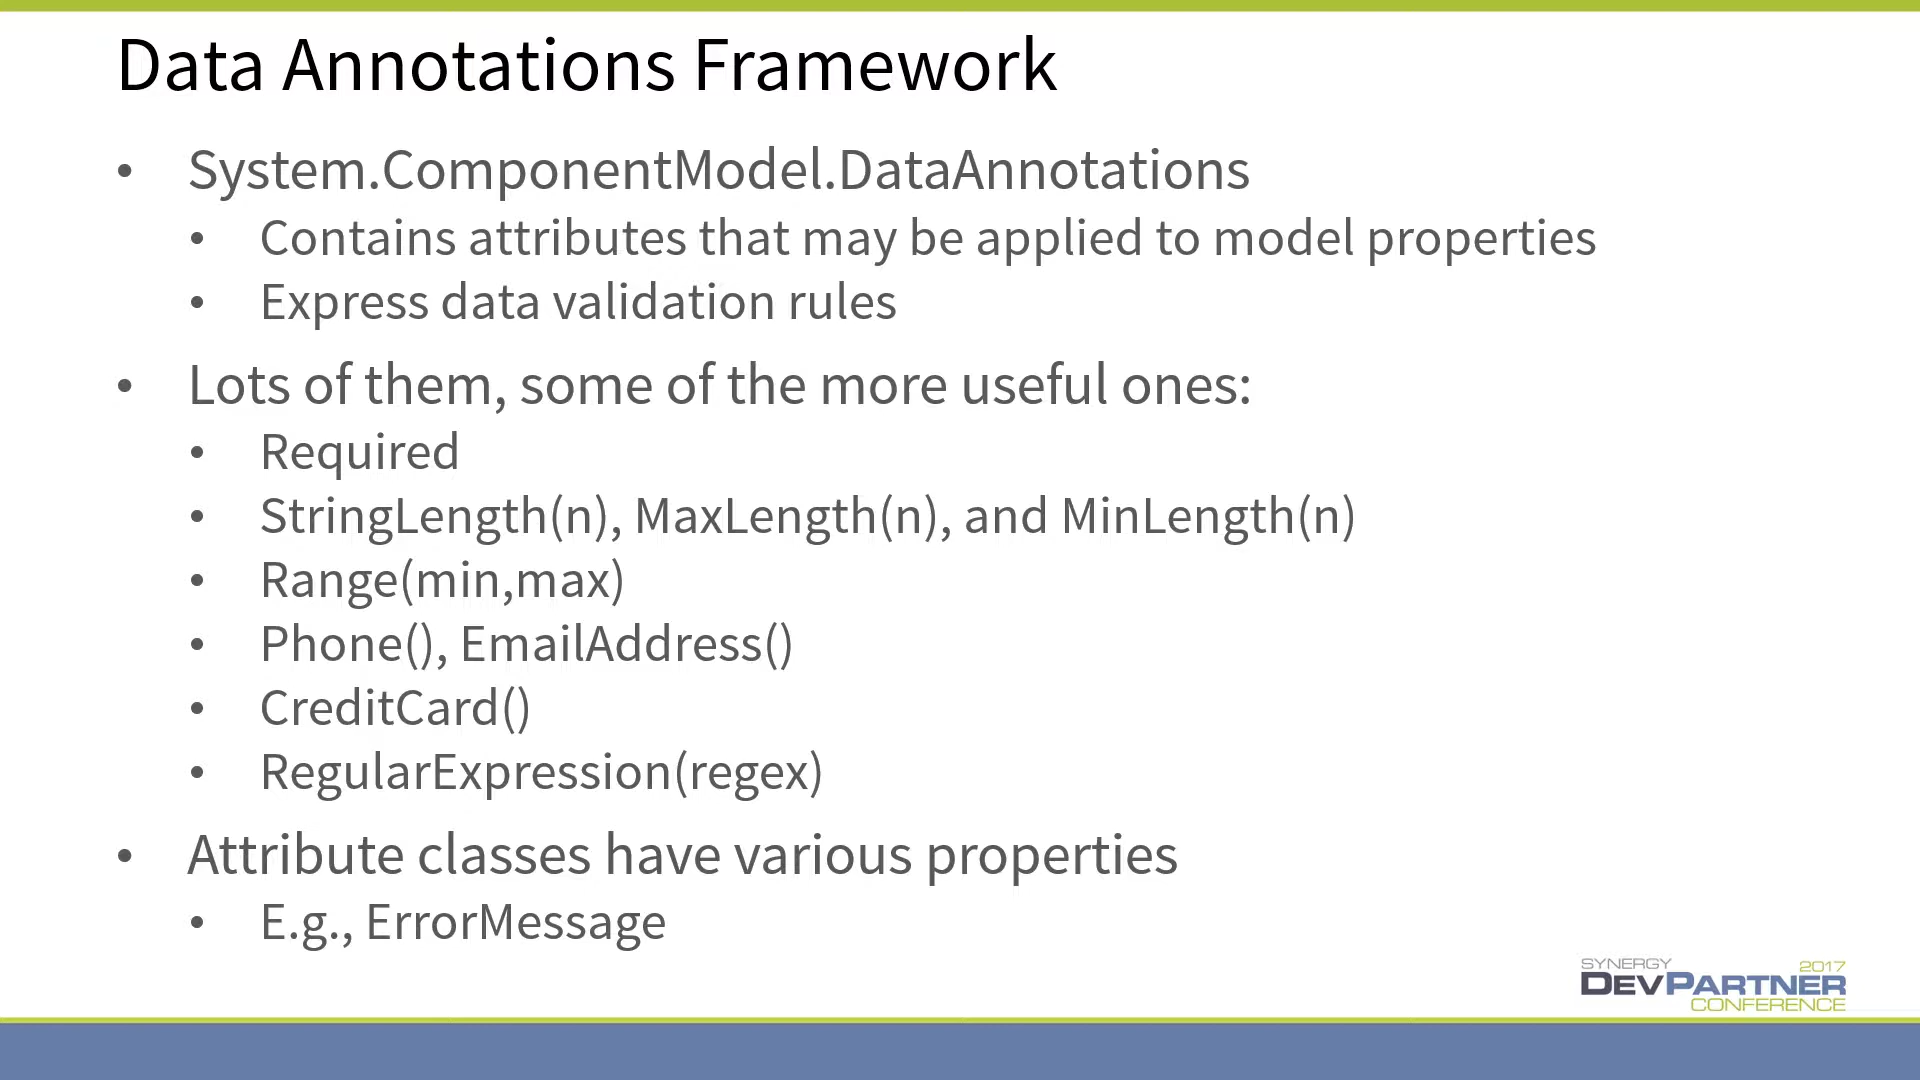 Data Annotations Framework
• System.ComponentModel.DataAnnotations
• Contains attributes that may be applied to model properties
• Express data validation rules
• Lots of them, some of the more useful ones:
• Required
• StringLength(n), MaxLength(n), and MinLength(n)
• Range(min,max)
• Phone(), EmailAddress()
• CreditCard()
• RegularExpression(regex)
• Attribute classes have various properties
• E.g., ErrorMessage
SYNERGY 2017
DEVPARTNER
CONFERENCE